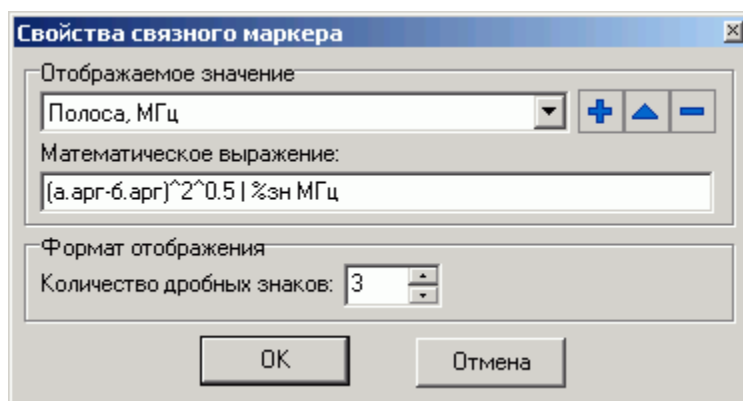 Свойства связного маркера
Отображаемое значение
Полоса, МГц
Математическое выражение:
(а.арг-б.арг)^2^0.5 | %зн МГц
Формат отображения
Количество дробных знаков: 3
OK Отмена